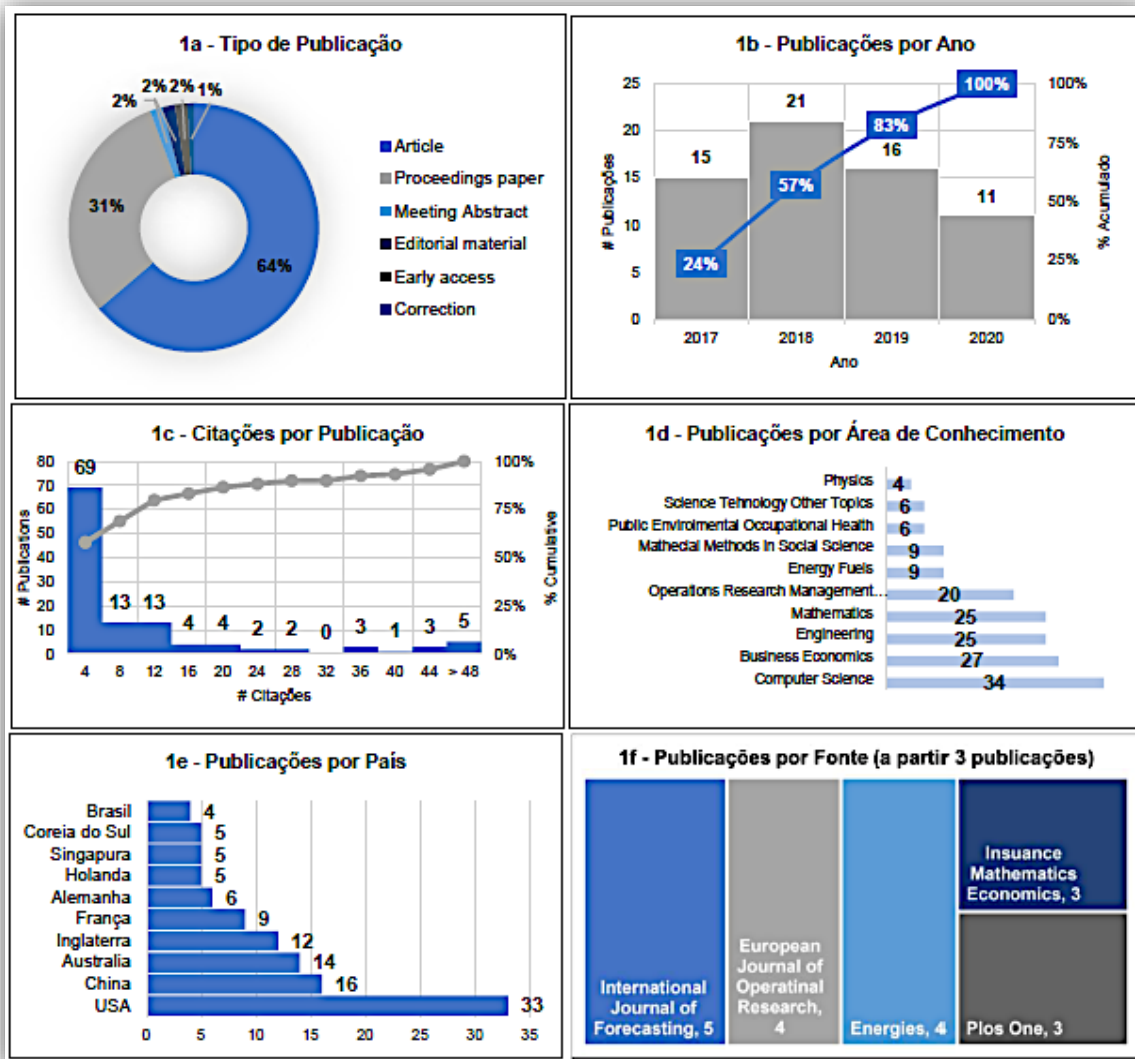 1a - Tipo de Publicação
2% 2% 2% 1%
31%
64%
Article
Proceedings paper
Meeting Abstract
Editorial material
Early access
Correction
1b - Publicações por Ano
# Publicações
25
20
15
10
5
0
15
21
16
11
24%
57%
83%
100%
100%
75%
50%
25%
0%
% Acumulado
2017 2018 2019 2020
Ano
1c - Citações por Publicação
# Publications
80
70
60
50
40
30
20
10
0
69 13 13 4 4 2 2 0 3 1 3 5
100%
75%
50%
25%
0%
% Cumulative
4 8 12 16 20 24 28 32 36 40 44 > 48
# Citações
1d - Publicações por Área de Conhecimento
Physics 4
Science Tehnology Other Topics 6
Public Envirolmental Occupational Health 6
Mathecial Methods In Social Science 9
Energy Fuels 9
Operations Research Management... 20
Mathematics 25
Engineering 25
Business Economics 27
Computer Science 34
1e - Publicações por País
Brasil 4
Coreia do Sul 5
Singapura 5
Holanda 5
Alemanha 6
França 9
Inglaterra 12
Australia 14
China 16
USA 33
0 5 10 15 20 25 30 35
1f - Publicações por Fonte (a partir 3 publicações)
International
Journal of
Forecasting, 5
European
Journal of
Operatinal
Research,
4
Energies, 4
Insuance
Mathematics
Economics, 3
Plos One, 3